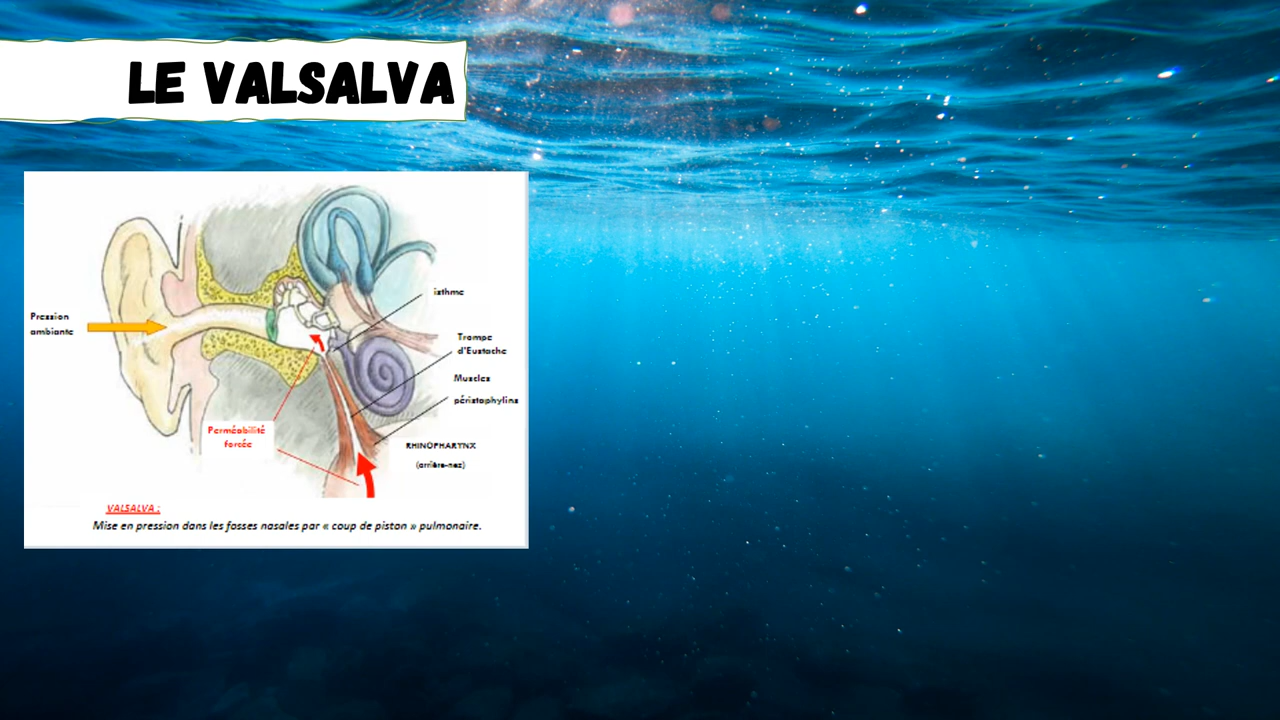 LE VALSALVA
isthme
Pression
ambiante
Trompe
d'Eustache
Muscles
péristaphylins
Perméabilité
forcée
RHINOPHARYNX
(arrière-nez)
VALSALVA :
Mise en pression dans les fosses nasales par « coup de piston » pulmonaire.